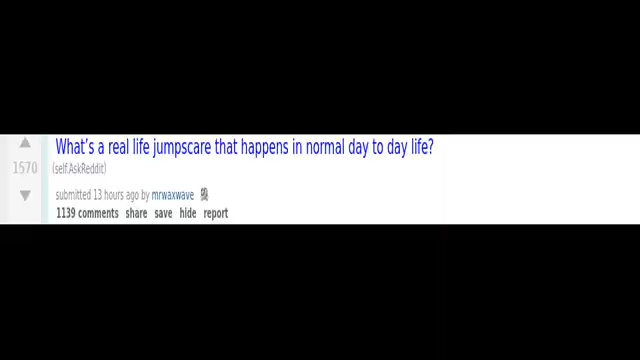 What's a real life jumpscare that happens in normal day to day life?
1570
(self.AskReddit)
submitted 13 hours ago by mrwaxwave
1139 comments share save hide report